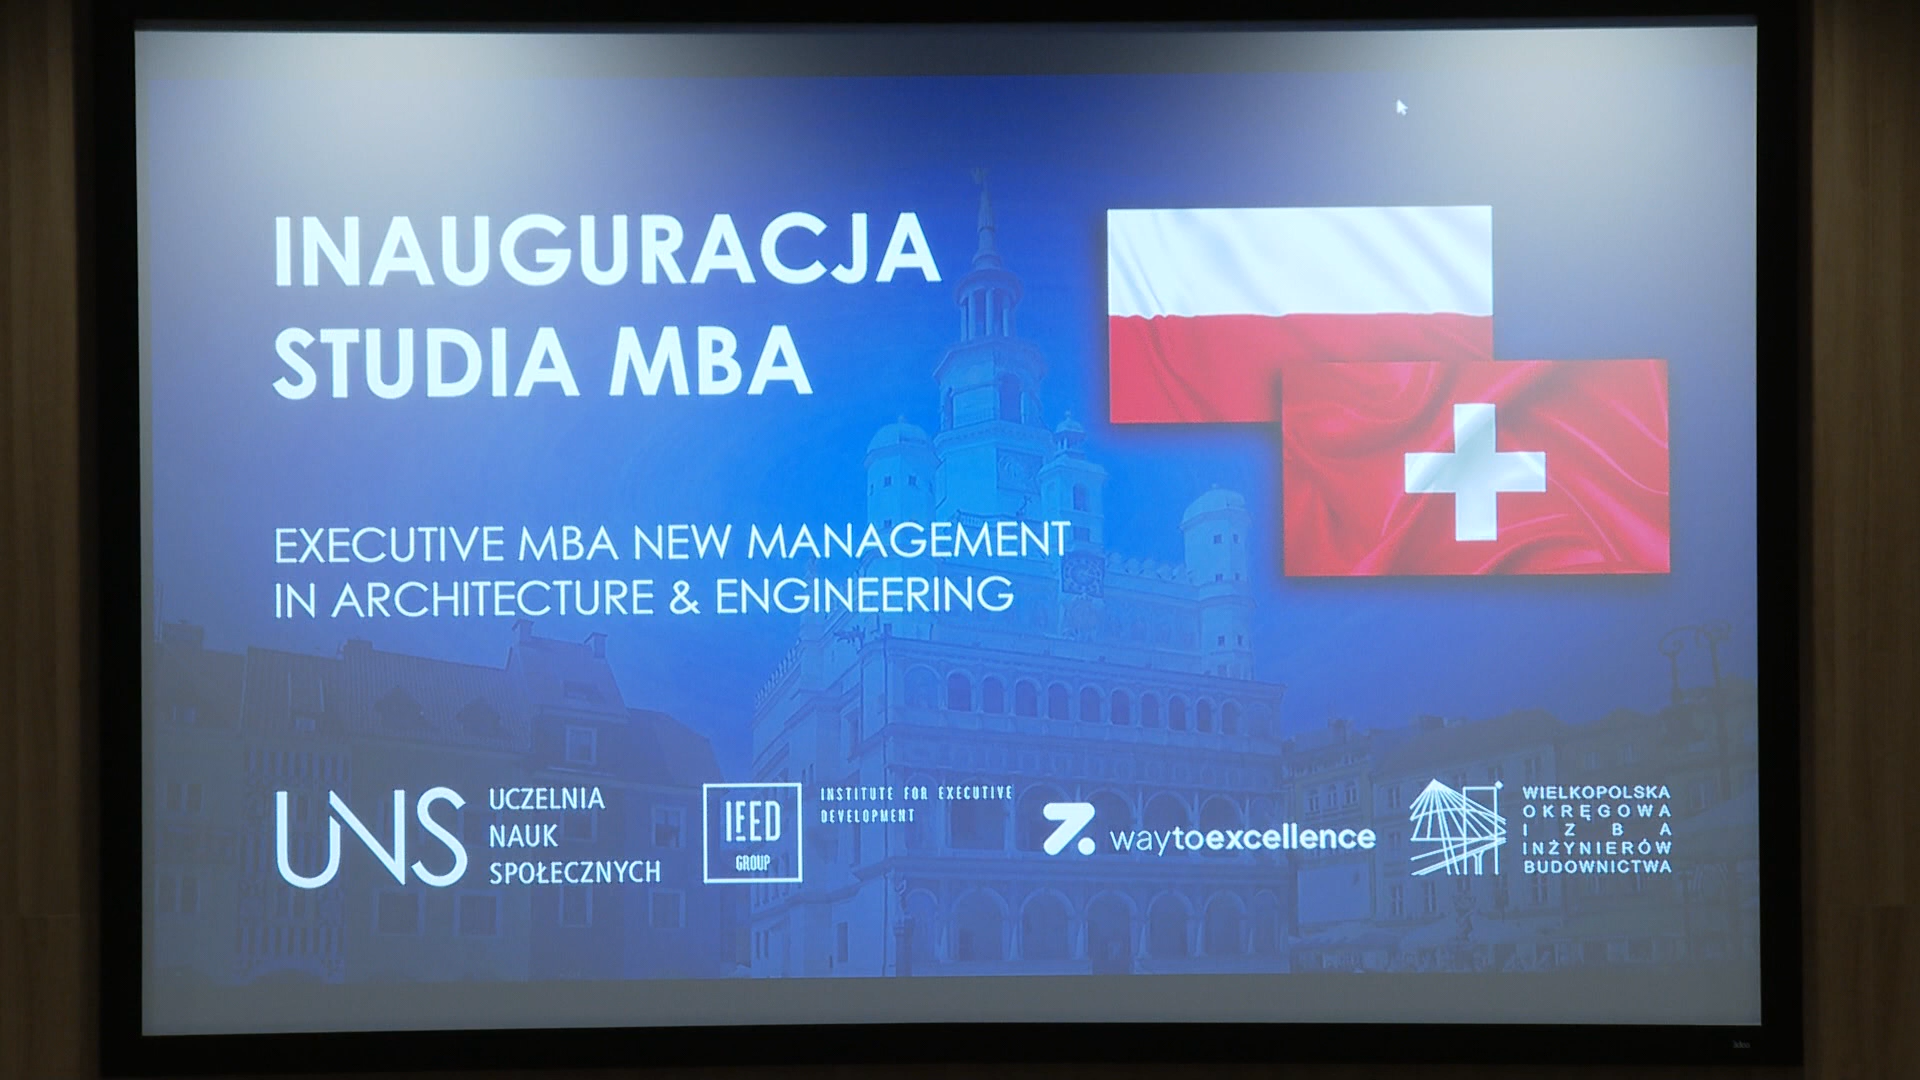 INAUGURACJA
STUDIA MBA
EXECUTIVE MBA NEW MANAGEMENT
IN ARCHITECTURE & ENGINEERING
UNS
UCZELNIA
NAUK
SPOŁECZNYCH
IFED
GROUP
INSTITUTE FOR EXECUTIVE
DEVELOPMENT
waytoexcellence
WIELKOPOLSKA
OKRĘGOWA
IZBA
INŻYNIERÓW
BUDOWNICTWA